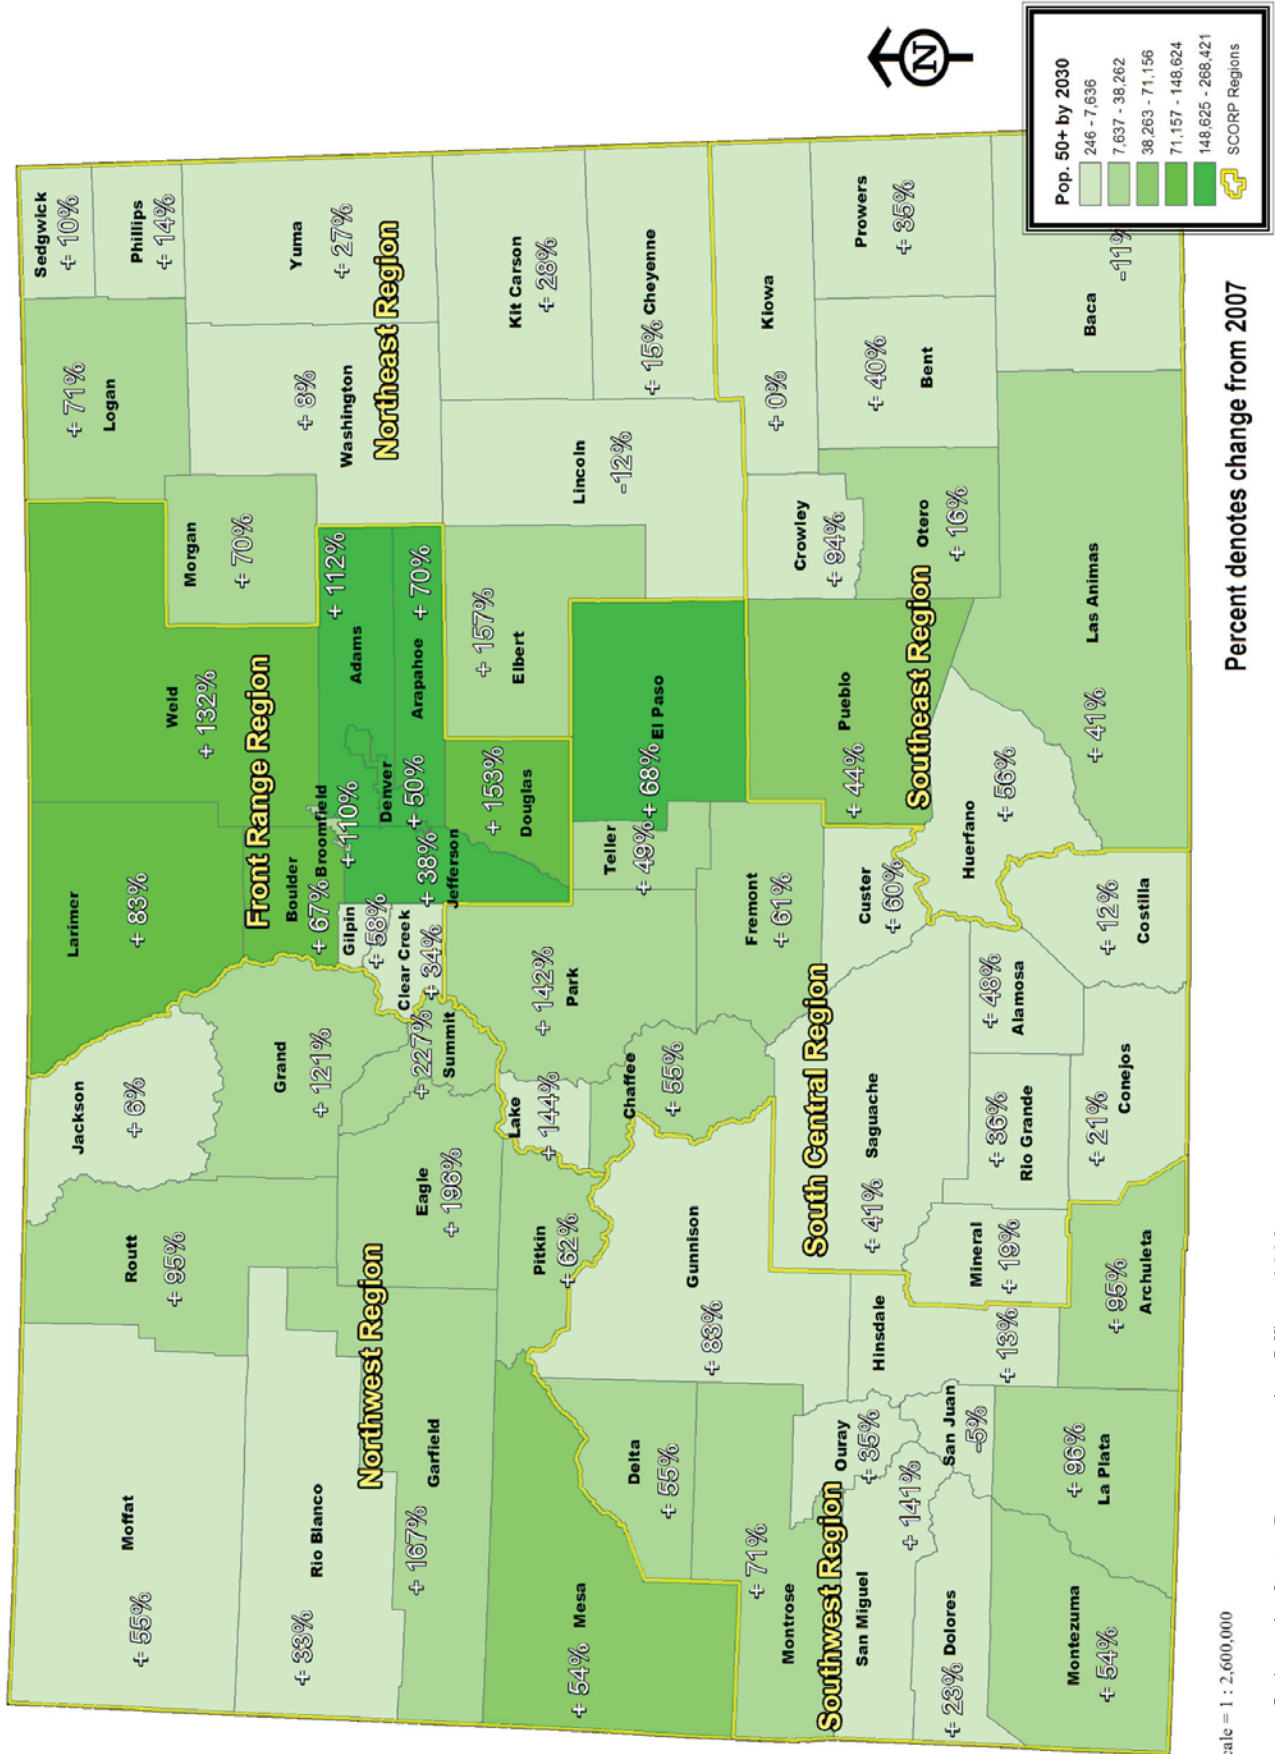 Moffat
+ 55%
Routt
+ 95%
Jackson
+ 6%
Larimer
+ 83%
Weld
+ 132%
Logan
+ 71%
Sedgwick
+ 10%
Phillips
+ 14%
Rio Blanco
+ 33%
Grand
+ 121%
Front Range Region
Boulder
+ 67%
Broomfield
+ 110%
Morgan
+ 70%
Washington
+ 8%
Yuma
+ 27%
Northwest Region
Northeast Region
Garfield
+ 167%
Eagle
+ 196%
Summit
+ 227%
Gilpin
+ 58%
Clear Creek
+ 34%
Jefferson
+ 38%
Denver
+ 50%
Adams
+ 112%
Arapahoe
+ 70%
Pitkin
+ 62%
Lake
+ 144%
Park
+ 142%
Douglas
+ 153%
Elbert
+ 157%
Lincoln
-12%
Kit Carson
+ 28%
Cheyenne
+ 15%
Mesa
+ 54%
Delta
+ 55%
Gunnison
+ 83%
Chaffee
+ 55%
Teller
+ 49%
El Paso
+ 68%
Fremont
+ 61%
Montrose
+ 71%
Ouray
+ 35%
Southwest Region
San Miguel
+ 141%
Hinsdale
+ 13%
South Central Region
Saguache
+ 41%
Custer
+ 60%
Pueblo
+ 44%
Southeast Region
Crowley
+ 94%
Kiowa
+ 0%
Otero
+ 16%
Bent
+ 40%
Prowers
+ 35%
Dolores
+ 23%
San Juan
-5%
Mineral
+ 19%
Rio Grande
+ 36%
Alamosa
+ 48%
Huerfano
+ 56%
Las Animas
+ 41%
Baca
-11%
Montezuma
+ 54%
La Plata
+ 96%
Archuleta
+ 95%
Conejos
+ 21%
Costilla
+ 12%
N
Pop. 50+ by 2030
246 - 7,636
7,637 - 38,262
38,263 - 71,156
71,157 - 148,624
148,625 - 268,421
SCORP Regions
Percent denotes change from 2007
cale = 1 : 2,600,000